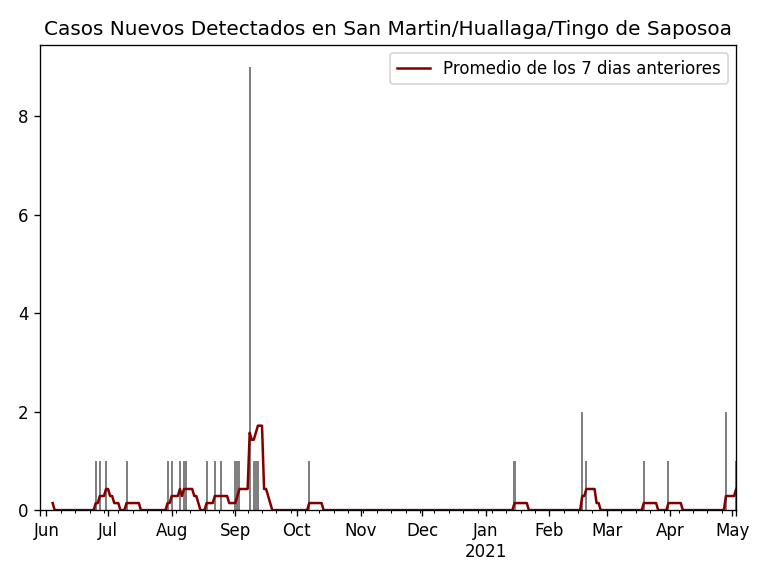 Casos Nuevos Detectados en San Martin/Huallaga/Tingo de Saposoa
Promedio de los 7 dias anteriores
8
6
4
2
0
Jun Jul Aug Sep Oct Nov Dec Jan Feb Mar Apr May
2021